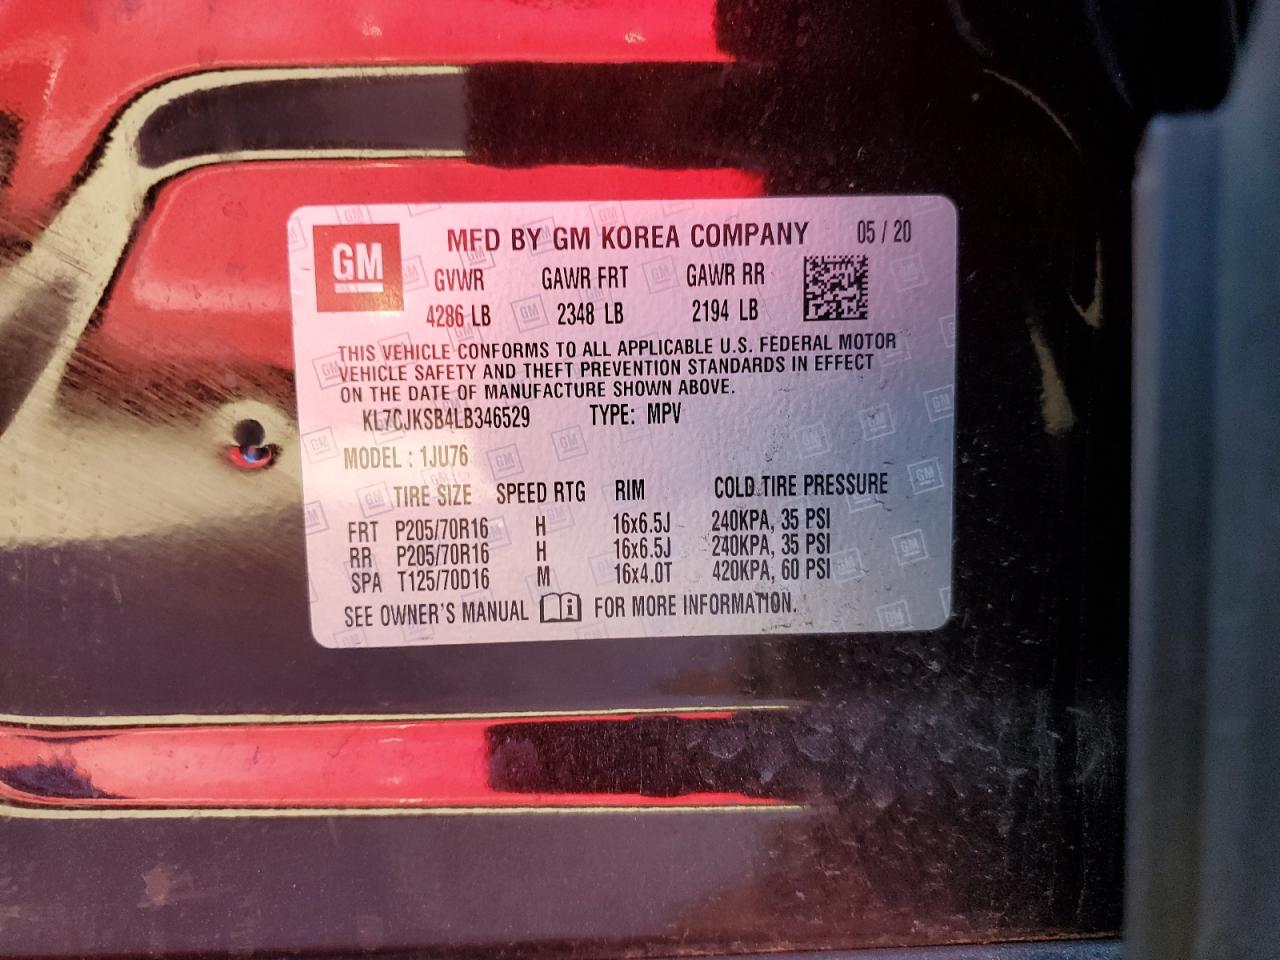 GM
MFD BY GM KOREA COMPANY 05 / 20
GVWR GAWR FRT GAWR RR
4286 LB 2348 LB 2194 LB
THIS VEHICLE CONFORMS TO ALL APPLICABLE U.S. FEDERAL MOTOR
VEHICLE SAFETY AND THEFT PREVENTION STANDARDS IN EFFECT
ON THE DATE OF MANUFACTURE SHOWN ABOVE.
KL7CJKSB4LB346529 TYPE: MPV
MODEL : 1JU76
TIRE SIZE SPEED RTG RIM COLD TIRE PRESSURE
FRT P205/70R16 H 16x6.5J 240KPA, 35 PSI
RR P205/70R16 H 16x6.5J 240KPA, 35 PSI
SPA T125/70D16 M 16x4.0T 420KPA, 60 PSI
SEE OWNER'S MANUAL FOR MORE INFORMATION.